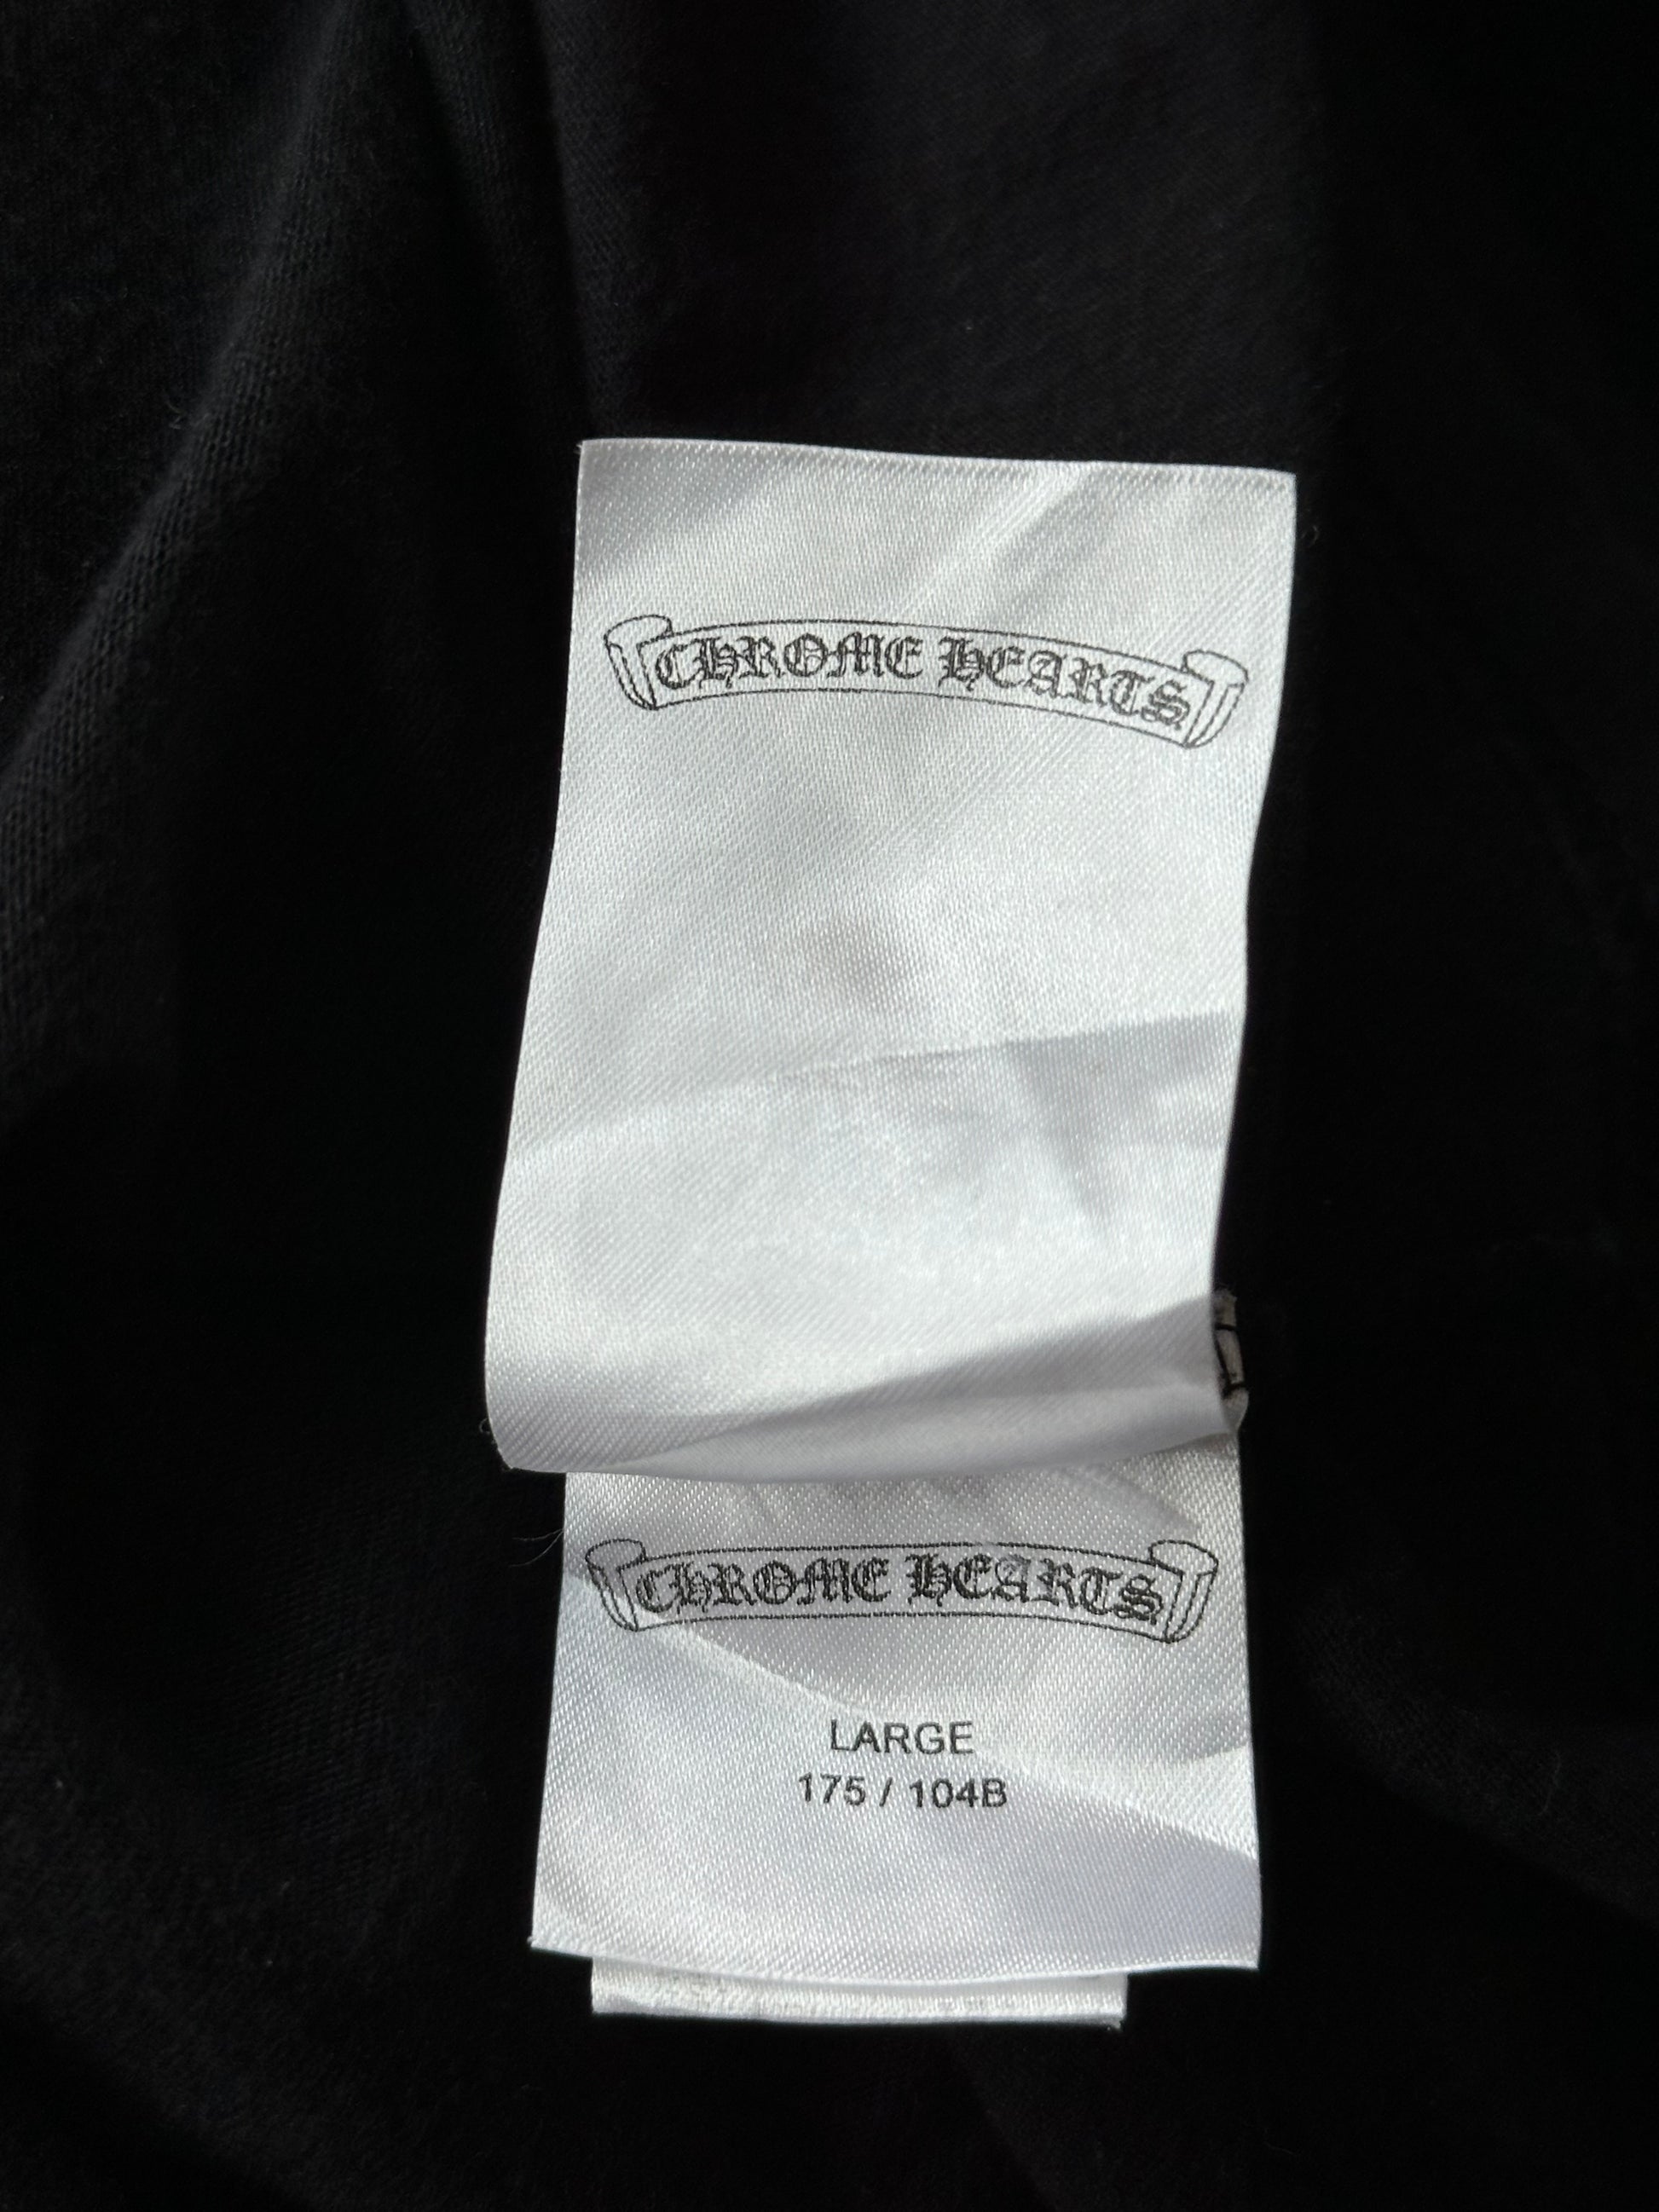 CHROME HEARTS
CHROME HEARTS
LARGE
175 / 104B